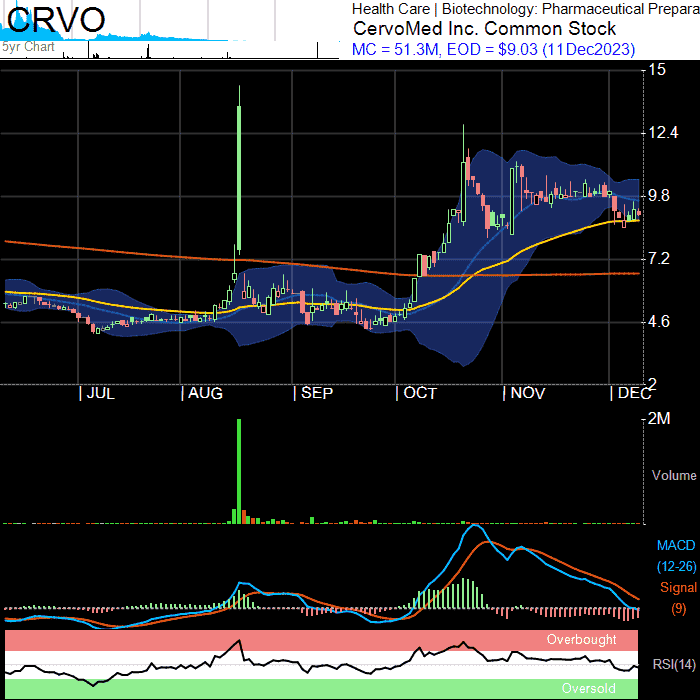 CRVO
Health Care | Biotechnology: Pharmaceutical Prepara
CervoMed Inc. Common Stock
5yr Chart
MC = 51.3M, EOD = $9.03 (11Dec2023)
15
12.4
9.8
7.2
4.6
2
| JUL | AUG | SEP | OCT | NOV | DEC
2M
Volume
MACD
(12-26)
Signal
(9)
Overbought
RSI(14)
Oversold